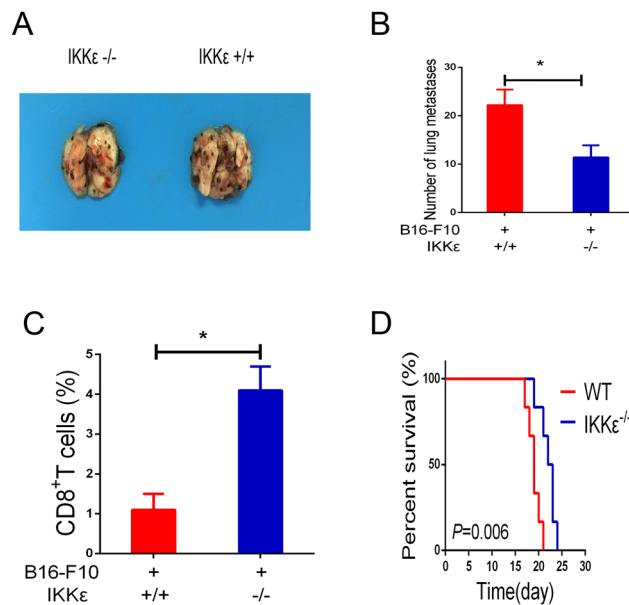 A
IKKε -/-
IKKε +/+
B
Number of lung metastases
30
20
10
0
*
B16-F10 + +
IKKε +/+ -/-
C
CD8+T cells (%)
5
4
3
2
1
0
*
B16-F10 + +
IKKε +/+ -/-
D
Percent survival (%)
100
50
0
WT
IKKε-/-
P=0.006
0 5 10 15 20 25 30
Time(day)